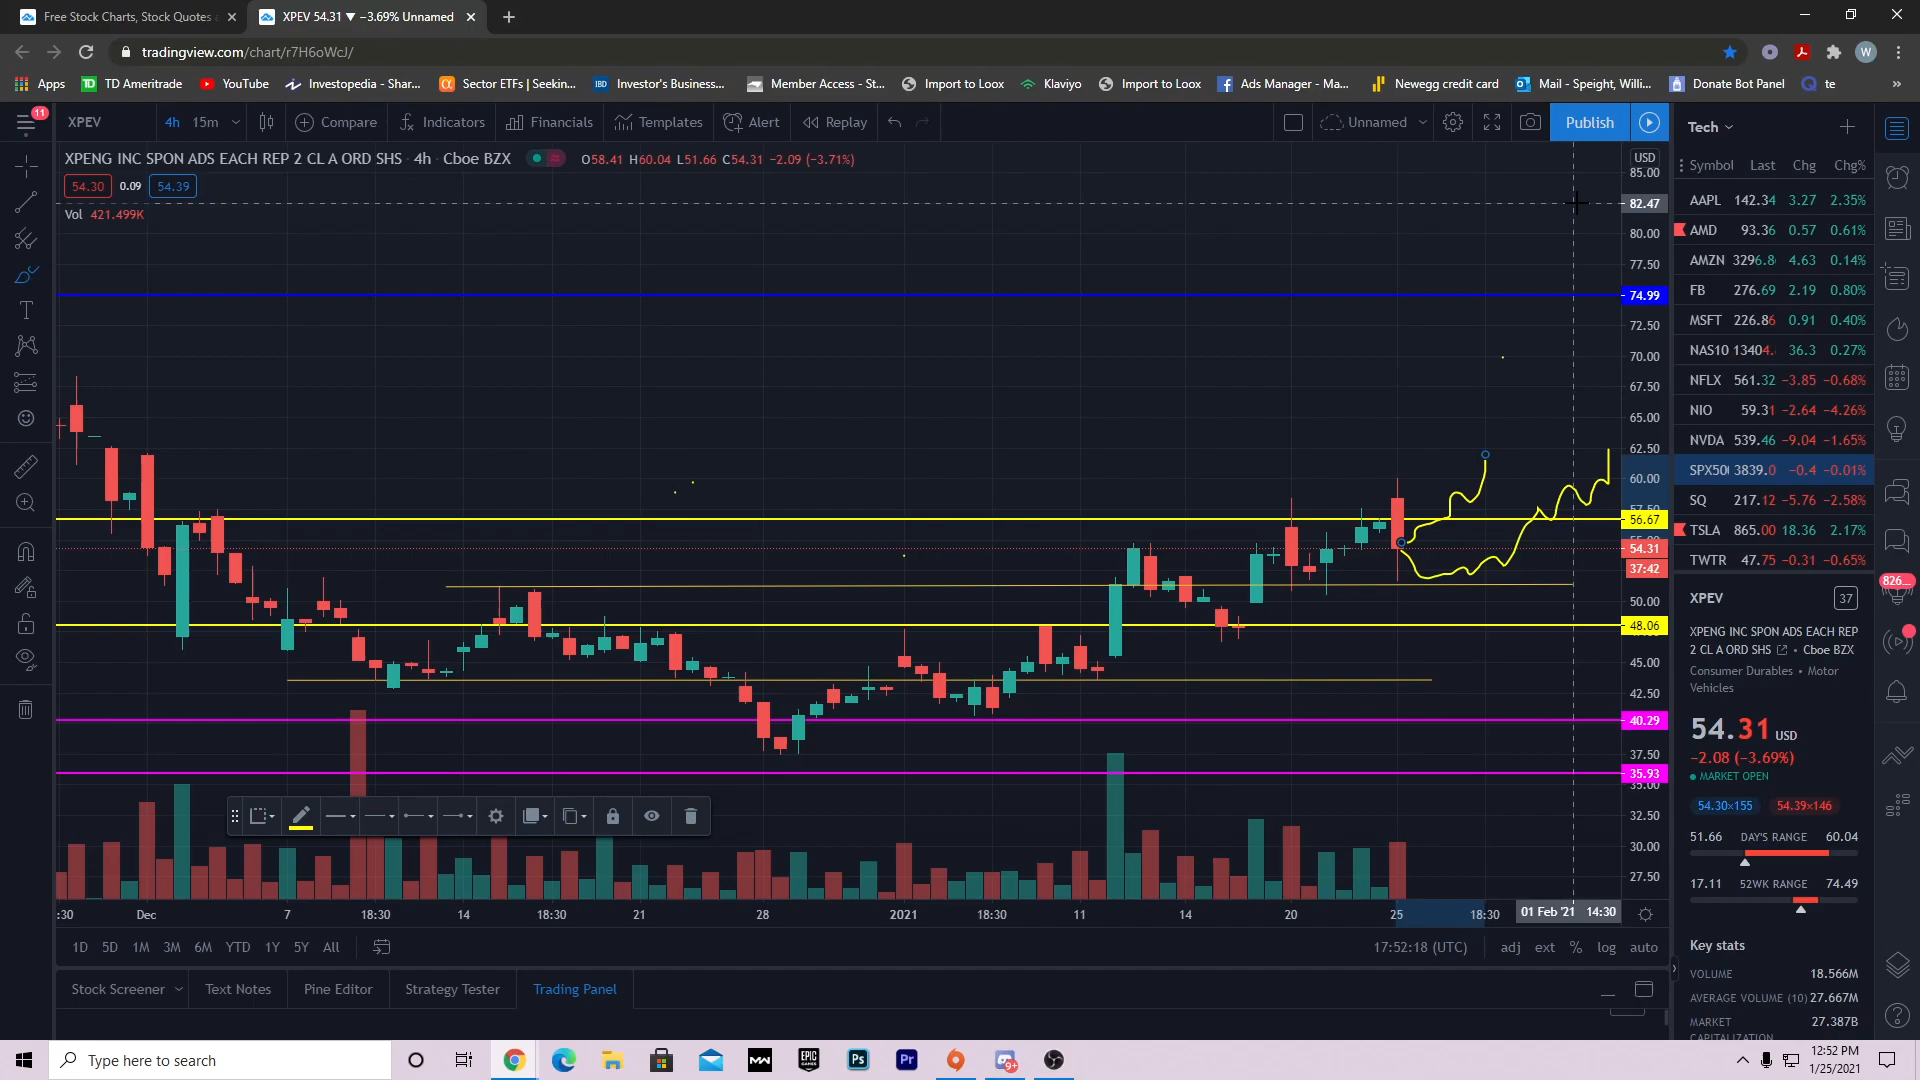 Free Stock Charts, Stock Quotes
XPEV 54.31 ▼ −3.69% Unnamed
tradingview.com/chart/r7H6oWcJ/
Apps TD Ameritrade YouTube Investopedia - Shar... Sector ETFs | Seekin... IBD Investor's Business... Member Access - St... Import to Loox Klaviyo Import to Loox Ads Manager - Ma... Newegg credit card Mail - Speight, Willi... Donate Bot Panel te »
11 XPEV 4h 15m Compare Indicators Financials Templates Alert Replay Unnamed Publish
XPENG INC SPON ADS EACH REP 2 CL A ORD SHS · 4h · Cboe BZX O58.41 H60.04 L51.66 C54.31 −2.09 (−3.71%)
54.30 0.09 54.39
Vol 421.499K
USD
85.00
82.47
80.00
77.50
74.99
72.50
70.00
67.50
65.00
62.50
60.00
56.67
54.31
37:42
50.00
48.06
45.00
42.50
40.29
37.50
35.93
35.00
32.50
30.00
27.50
:30 Dec 7 18:30 14 18:30 21 28 2021 18:30 11 14 20 25 18:30 01 Feb '21 14:30
1D 5D 1M 3M 6M YTD 1Y 5Y All 17:52:18 (UTC) adj ext % log auto
Stock Screener Text Notes Pine Editor Strategy Tester Trading Panel
Tech
Symbol Last Chg Chg%
AAPL 142.34 3.27 2.35%
AMD 93.36 0.57 0.61%
AMZN 3296.8 4.63 0.14%
FB 276.69 2.19 0.80%
MSFT 226.86 0.91 0.40%
NAS10 13404. 36.3 0.27%
NFLX 561.32 −3.85 −0.68%
NIO 59.31 −2.64 −4.26%
NVDA 539.46 −9.04 −1.65%
SPX50 3839.0 −0.4 −0.01%
SQ 217.12 −5.76 −2.58%
TSLA 865.00 18.36 2.17%
TWTR 47.75 −0.31 −0.65%
826...
XPEV 37
XPENG INC SPON ADS EACH REP
2 CL A ORD SHS • Cboe BZX
Consumer Durables • Motor
Vehicles
54.31 USD
−2.08 (−3.69%)
MARKET OPEN
54.30×155 54.39×146
51.66 DAY'S RANGE 60.04
17.11 52WK RANGE 74.49
Key stats
VOLUME 18.566M
AVERAGE VOLUME (10) 27.667M
MARKET 27.387B
CAPITALIZATION
Type here to search
MW EPIC GAMES Ps Pr 9+
12:52 PM
1/25/2021